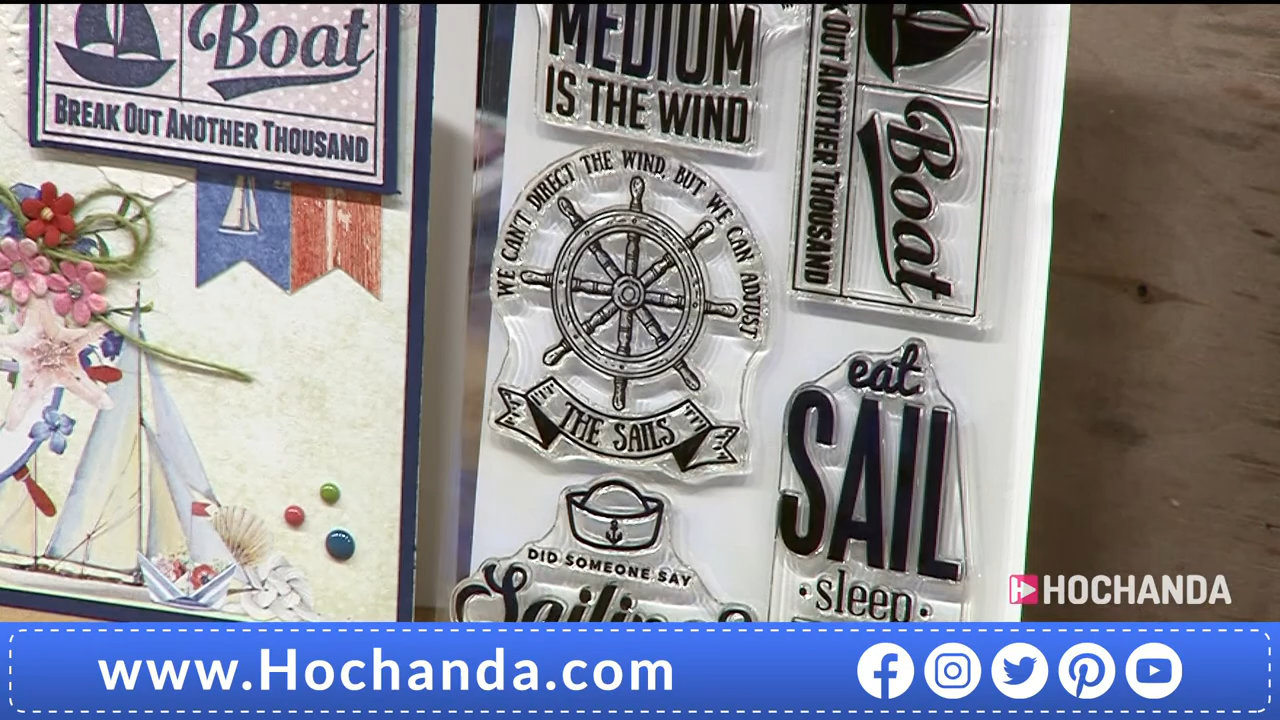 Boat
BREAK OUT ANOTHER THOUSAND
MEDIUM
IS THE WIND
WE CAN'T DIRECT THE WIND, BUT WE CAN ADJUST
THE SAILS
DID SOMEONE SAY
Sailing
OUT ANOTHER THOUSAND
Boat
eat
SAIL
·sleep·
HOCHANDA
www.Hochanda.com